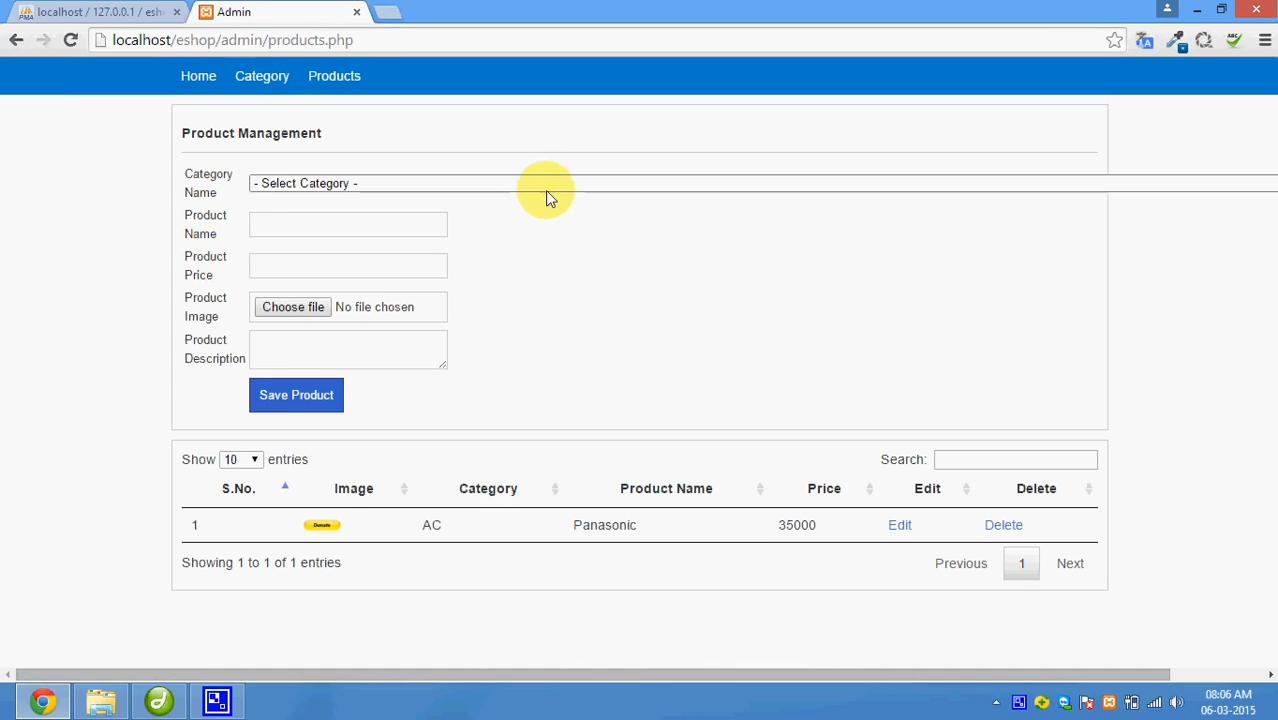 localhost / 127.0.0.1 / esh
Admin
localhost/eshop/admin/products.php
Home Category Products
Product Management
Category Name
- Select Category -
Product Name
Product Price
Product Image
Choose file No file chosen
Product Description
Save Product
Show 10 entries
Search:
S.No. Image Category Product Name Price Edit Delete
1 Donate AC Panasonic 35000 Edit Delete
Showing 1 to 1 of 1 entries
Previous 1 Next
08:06 AM
06-03-2015